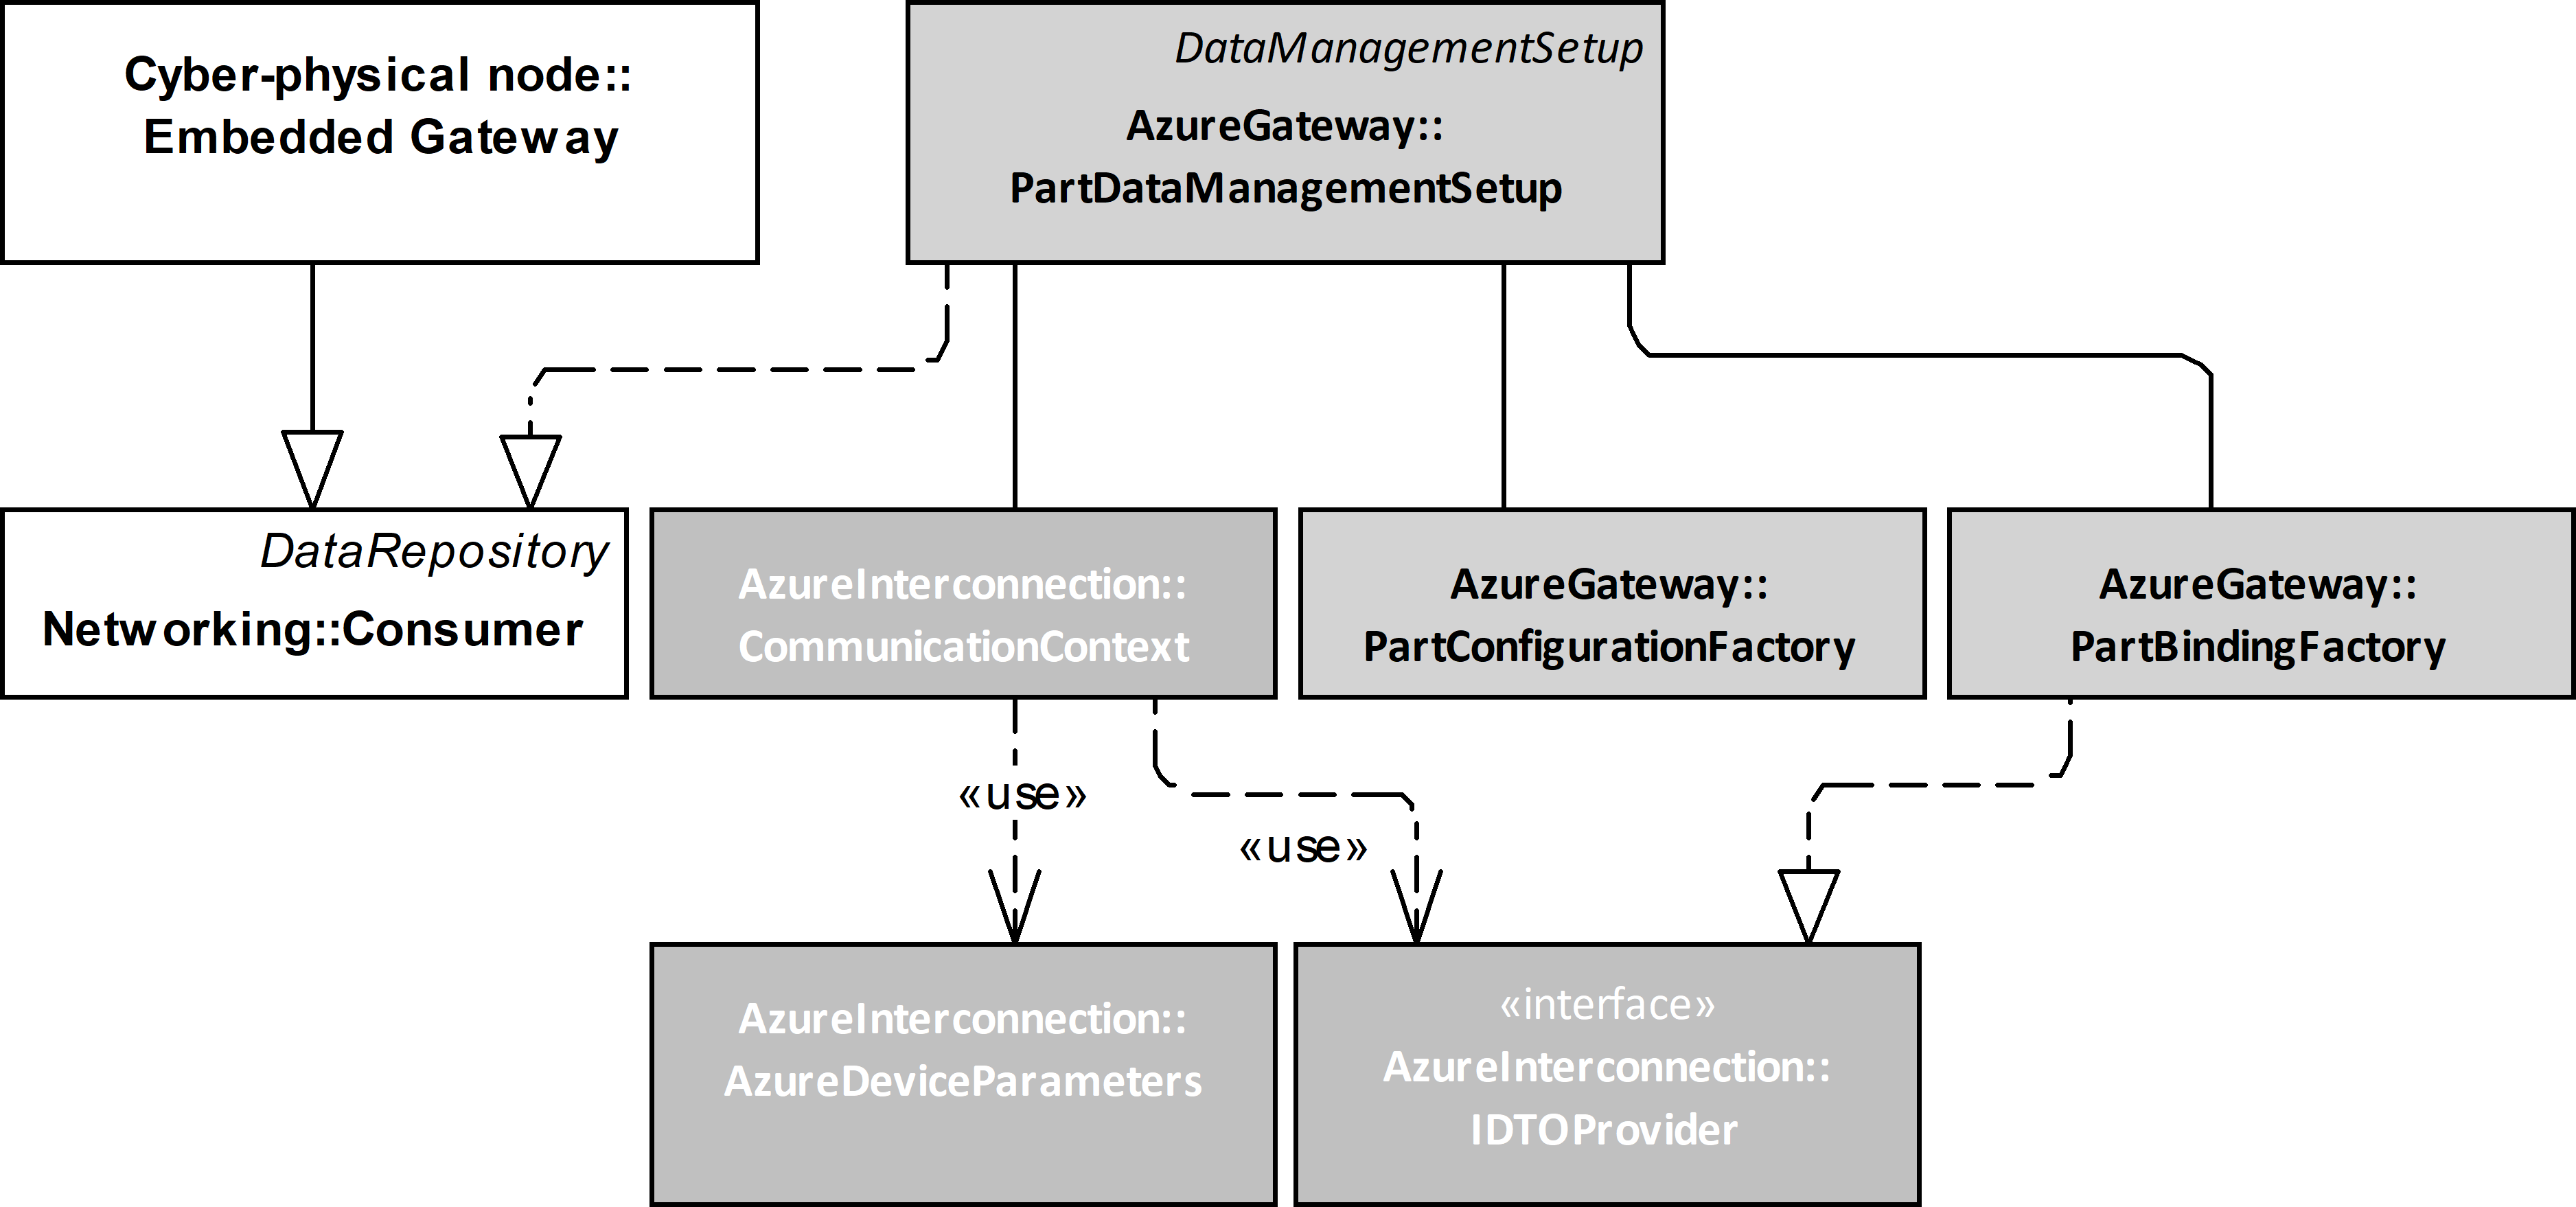 Cyber-physical node::
Embedded Gateway
DataManagementSetup
AzureGateway::
PartDataManagementSetup
DataRepository
Networking::Consumer
AzureInterconnection::
CommunicationContext
AzureGateway::
PartConfigurationFactory
AzureGateway::
PartBindingFactory
«use»
«use»
AzureInterconnection::
AzureDeviceParameters
«interface»
AzureInterconnection::
IDTOProvider